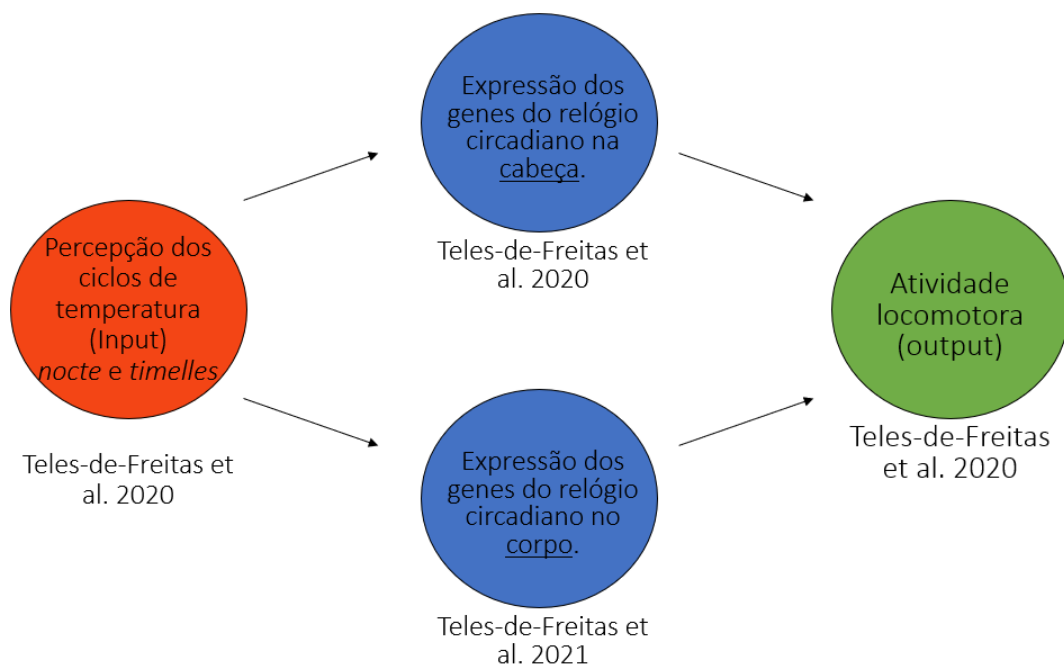 Percepção dos
ciclos de
temperatura
(Input)
nocte e timelles
Teles-de-Freitas et
al. 2020
Expressão dos
genes do relógio
circadiano na
cabeça.
Teles-de-Freitas et
al. 2020
Expressão dos
genes do relógio
circadiano no
corpo.
Teles-de-Freitas et
al. 2021
Atividade
locomotora
(output)
Teles-de-Freitas
et al. 2020